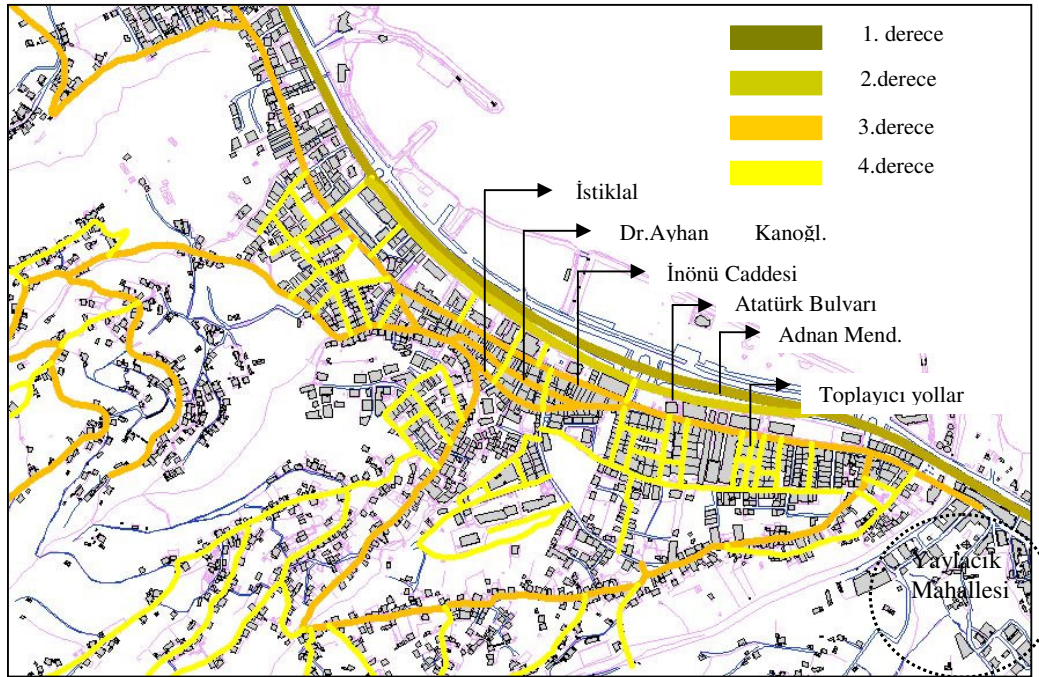 1. derece
2.derece
3.derece
4.derece
İstiklal
Dr.Ayhan Kanoğl.
İnönü Caddesi
Atatürk Bulvarı
Adnan Mend.
Toplayıcı yollar
Yaylacık
Mahallesi